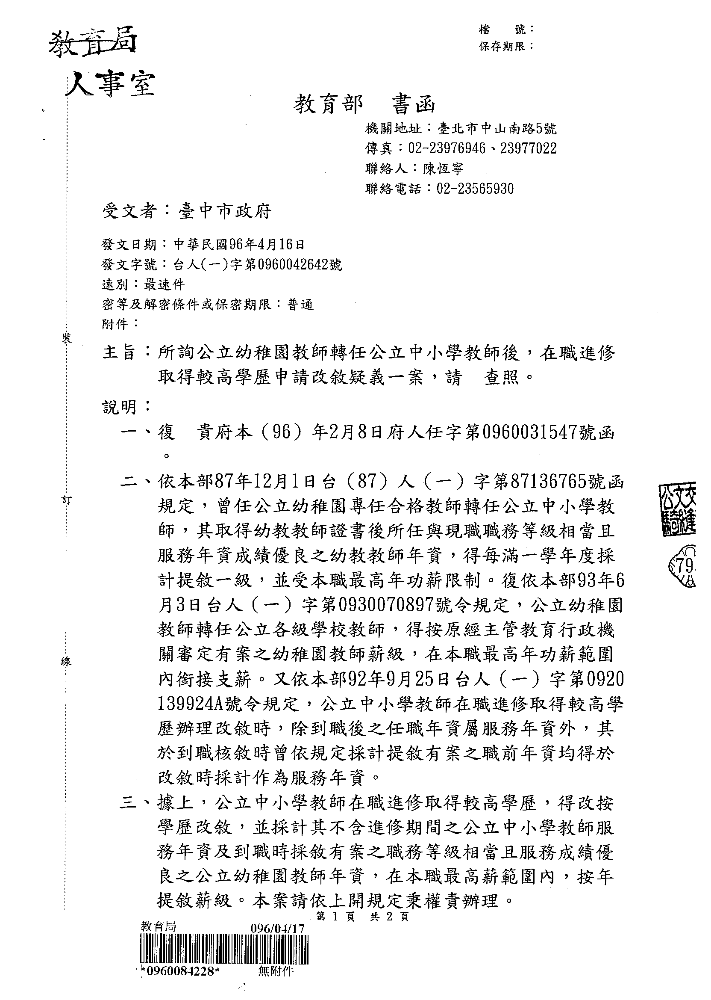 檔　　號：
保存期限：
教育局
人事室
教育部　書函
機關地址：臺北市中山南路5號
傳真：02-23976946、23977022
聯絡人：陳恆寧
聯絡電話：02-23565930
受文者：臺中市政府
發文日期：中華民國96年4月16日
發文字號：台人(一)字第0960042642號
速別：最速件
密等及解密條件或保密期限：普通
附件：
主旨：所詢公立幼稚園教師轉任公立中小學教師後，在職進修
取得較高學歷申請改敘疑義一案，請　查照。
說明：
一、復　貴府本（96）年2月8日府人任字第0960031547號函
。
二、依本部87年12月1日台（87）人（一）字第87136765號函
規定，曾任公立幼稚園專任合格教師轉任公立中小學教
師，其取得幼教教師證書後所任與現職職務等級相當且
服務年資成績優良之幼教教師年資，得每滿一學年度採
計提敘一級，並受本職最高年功薪限制。復依本部93年6
月3日台人（一）字第0930070897號令規定，公立幼稚園
教師轉任公立各級學校教師，得按原經主管教育行政機
關審定有案之幼稚園教師薪級，在本職最高年功薪範圍
內銜接支薪。又依本部92年9月25日台人（一）字第0920
139924A號令規定，公立中小學教師在職進修取得較高學
歷辦理改敘時，除到職後之任職年資屬服務年資外，其
於到職核敘時曾依規定採計提敘有案之職前年資均得於
改敘時採計作為服務年資。
三、據上，公立中小學教師在職進修取得較高學歷，得改按
學歷改敘，並採計其不含進修期間之公立中小學教師服
務年資及到職時採敘有案之職務等級相當且服務成績優
良之公立幼稚園教師年資，在本職最高薪範圍內，按年
提敘薪級。本案請依上開規定秉權責辦理。
裝
訂
線
公文交
騎縫
79
第1頁　共2頁
教育局　096/04/17
*0960084228*　無附件